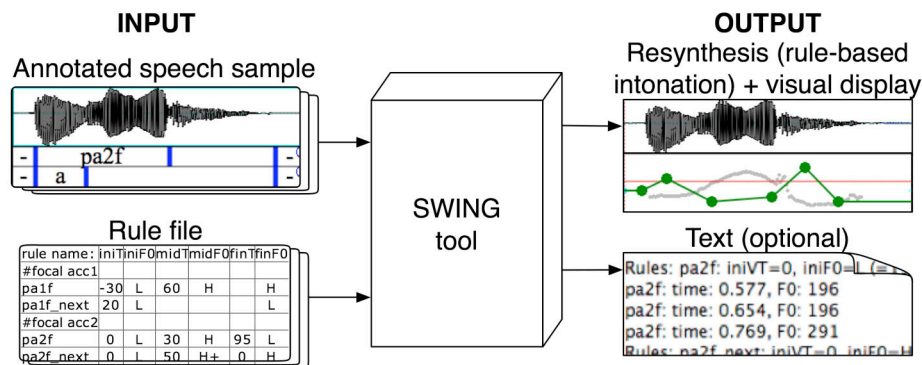 INPUT
Annotated speech sample
- pa2f -
- a -
Rule file
rule name: iniT iniF0 midT midF0 finT finF0
#focal acc1
pa1f -30 L 60 H H
pa1f_next 20 L L
#focal acc2
pa2f 0 L 30 H 95 L
pa2f_next 0 L 50 H+ 0 H
SWING
tool
OUTPUT
Resynthesis (rule-based
intonation) + visual display
Text (optional)
Rules: pa2f: iniVT=0, iniF0=L (=
pa2f: time: 0.577, F0: 196
pa2f: time: 0.654, F0: 196
pa2f: time: 0.769, F0: 291
Rules: pa2f_next: iniVT=0, iniF0=H